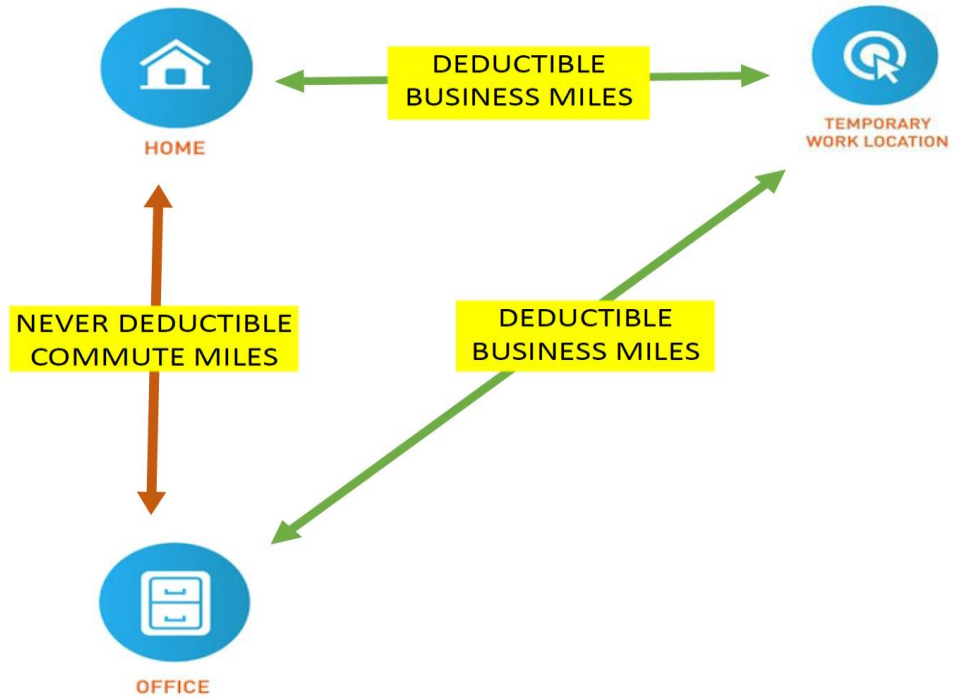 DEDUCTIBLE
BUSINESS MILES
HOME
TEMPORARY
WORK LOCATION
NEVER DEDUCTIBLE
COMMUTE MILES
DEDUCTIBLE
BUSINESS MILES
OFFICE